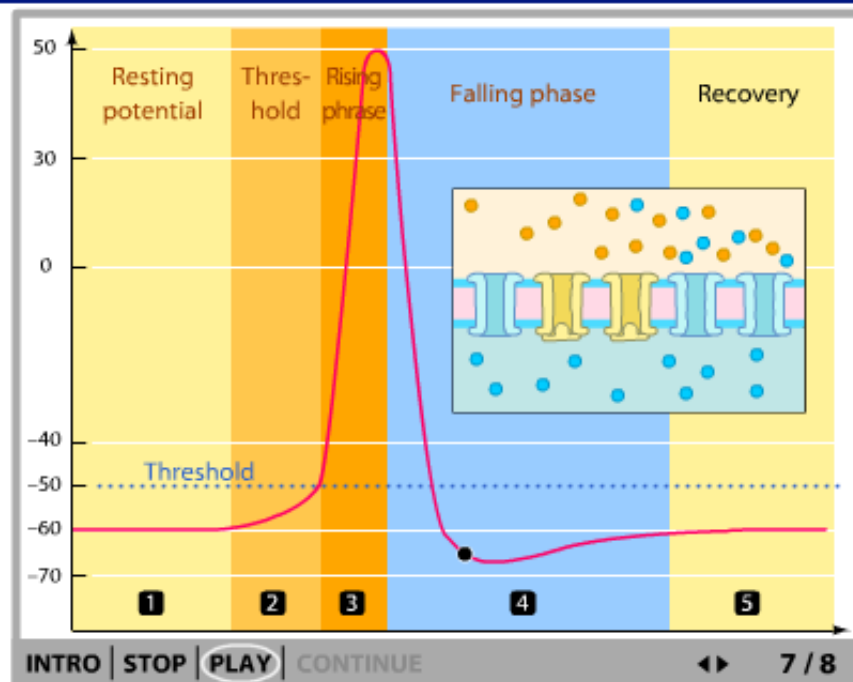 50
Resting
potential
Thres-
hold
Rising
phrase
Falling phase
Recovery
30
0
–40
Threshold
–50
–60
–70
1
2
3
4
5
INTRO | STOP | PLAY | CONTINUE
7 / 8